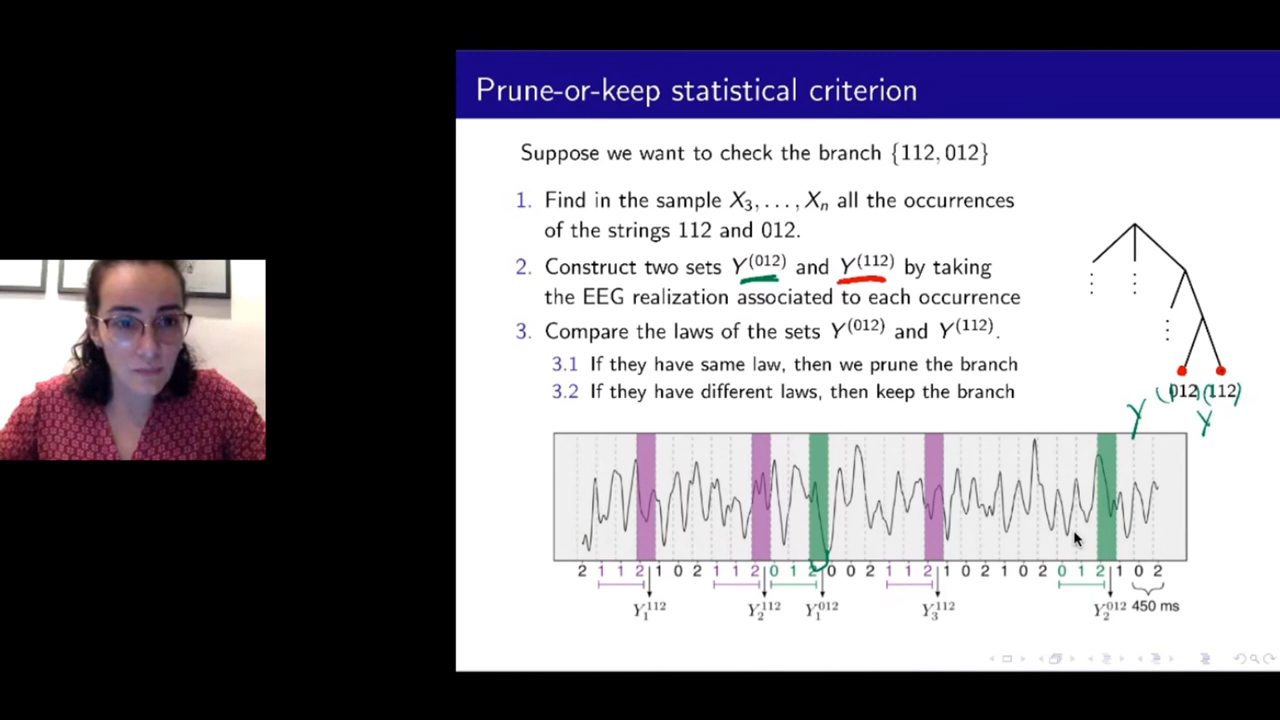 Prune-or-keep statistical criterion
Suppose we want to check the branch {112, 012}
1. Find in the sample X₃, . . . , Xₙ all the occurrences
of the strings 112 and 012.
2. Construct two sets Y⁽⁰¹²⁾ and Y⁽¹¹²⁾ by taking
the EEG realization associated to each occurrence
3. Compare the laws of the sets Y⁽⁰¹²⁾ and Y⁽¹¹²⁾.
3.1 If they have same law, then we prune the branch
3.2 If they have different laws, then keep the branch
(012) (112)
Y Y
2 1 1 2 1 0 2 1 1 2 0 1 2 0 0 2 1 1 2 1 0 2 1 0 2 0 1 2 1 0 2
Y₁¹¹² Y₂¹¹² Y₁⁰¹² Y₃¹¹² Y₂⁰¹² 450 ms